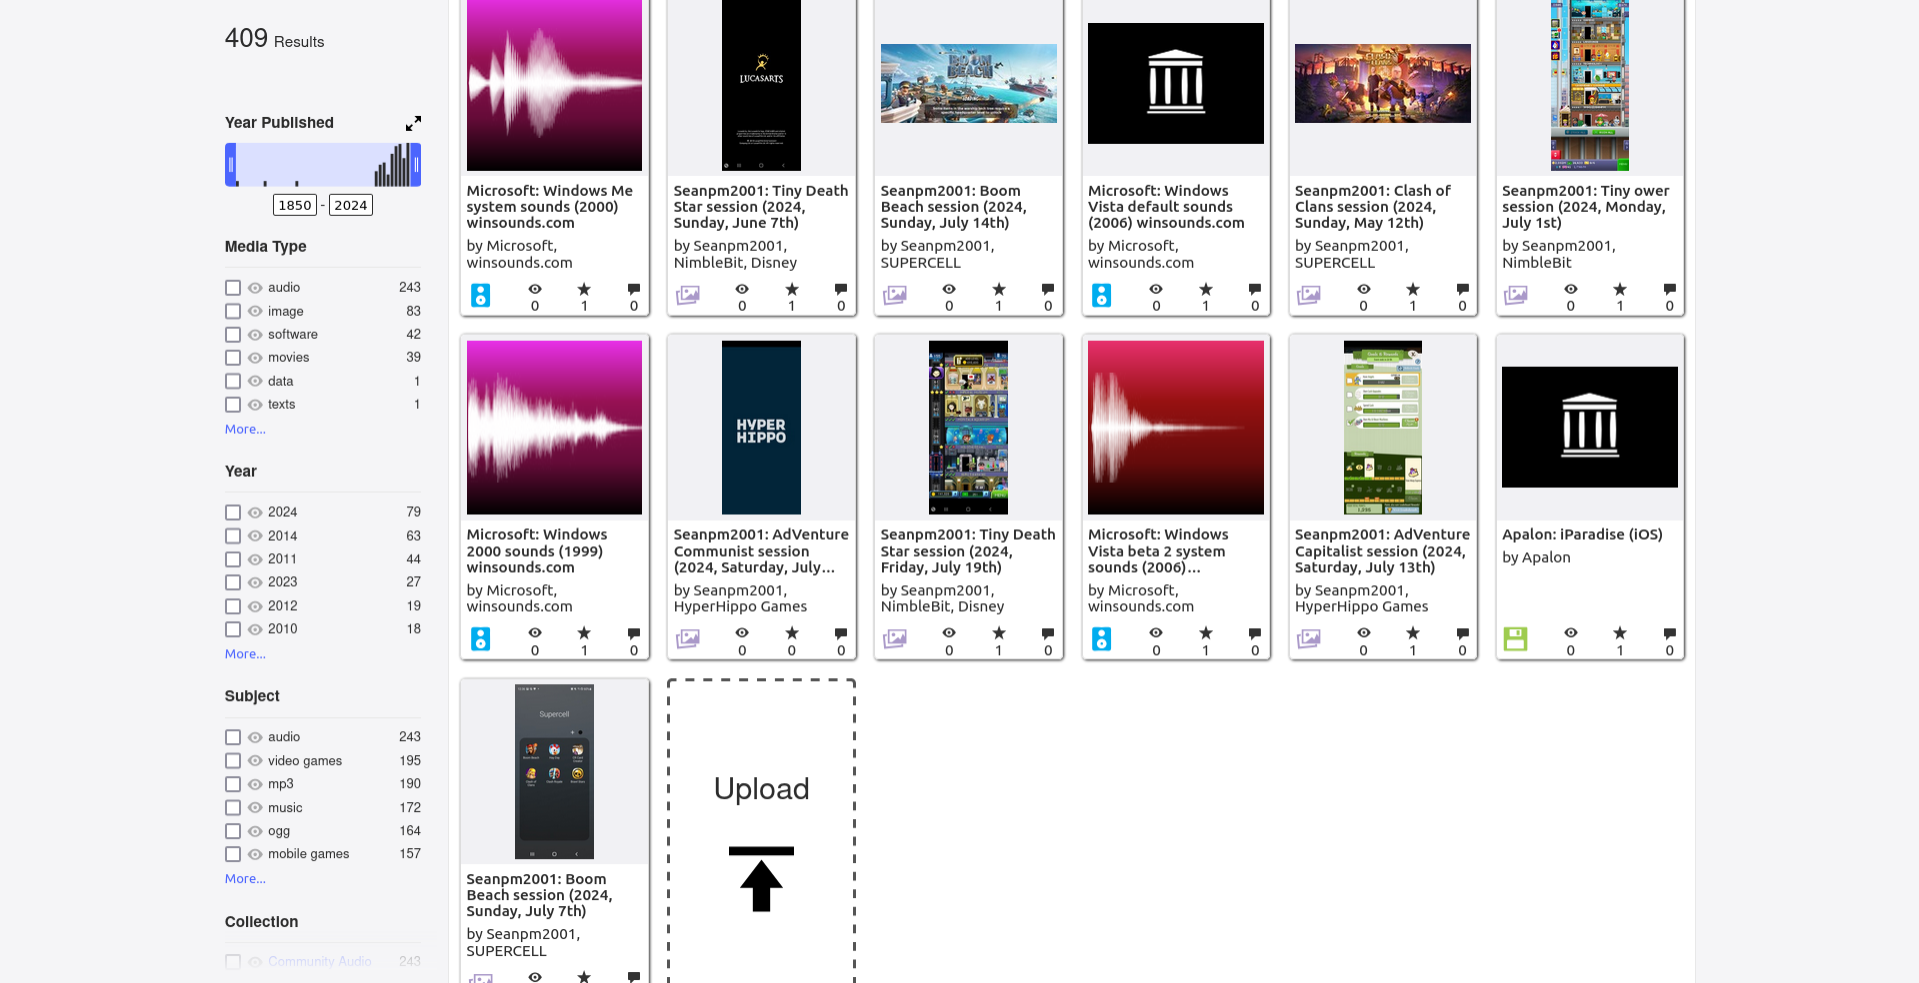 409 Results
Year Published
1850 - 2024
Media Type
audio 243
image 83
software 42
movies 39
data 1
texts 1
More...
Year
2024 79
2014 63
2011 44
2023 27
2012 19
2010 18
More...
Subject
audio 243
video games 195
mp3 190
music 172
ogg 164
mobile games 157
More...
Collection
Community Audio 243
Microsoft: Windows Me
system sounds (2000)
winsounds.com
by Microsoft,
winsounds.com
0 1 0
LUCASARTS
Seanpm2001: Tiny Death
Star session (2024,
Sunday, June 7th)
by Seanpm2001,
NimbleBit, Disney
0 1 0
BOOM
BEACH
Seanpm2001: Boom
Beach session (2024,
Sunday, July 14th)
by Seanpm2001,
SUPERCELL
0 1 0
Microsoft: Windows
Vista default sounds
(2006) winsounds.com
by Microsoft,
winsounds.com
0 1 0
Seanpm2001: Clash of
Clans session (2024,
Sunday, May 12th)
by Seanpm2001,
SUPERCELL
0 1 0
Seanpm2001: Tiny ower
session (2024, Monday,
July 1st)
by Seanpm2001,
NimbleBit
0 1 0
Microsoft: Windows
2000 sounds (1999)
winsounds.com
by Microsoft,
winsounds.com
0 1 0
HYPER
HIPPO
Seanpm2001: AdVenture
Communist session
(2024, Saturday, July...
by Seanpm2001,
HyperHippo Games
0 0 0
Seanpm2001: Tiny Death
Star session (2024,
Friday, July 19th)
by Seanpm2001,
NimbleBit, Disney
0 1 0
Microsoft: Windows
Vista beta 2 system
sounds (2006)...
by Microsoft,
winsounds.com
0 1 0
Seanpm2001: AdVenture
Capitalist session (2024,
Saturday, July 13th)
by Seanpm2001,
HyperHippo Games
0 1 0
Apalon: iParadise (iOS)
by Apalon
0 1 0
Supercell
Seanpm2001: Boom
Beach session (2024,
Sunday, July 7th)
by Seanpm2001,
SUPERCELL
Upload